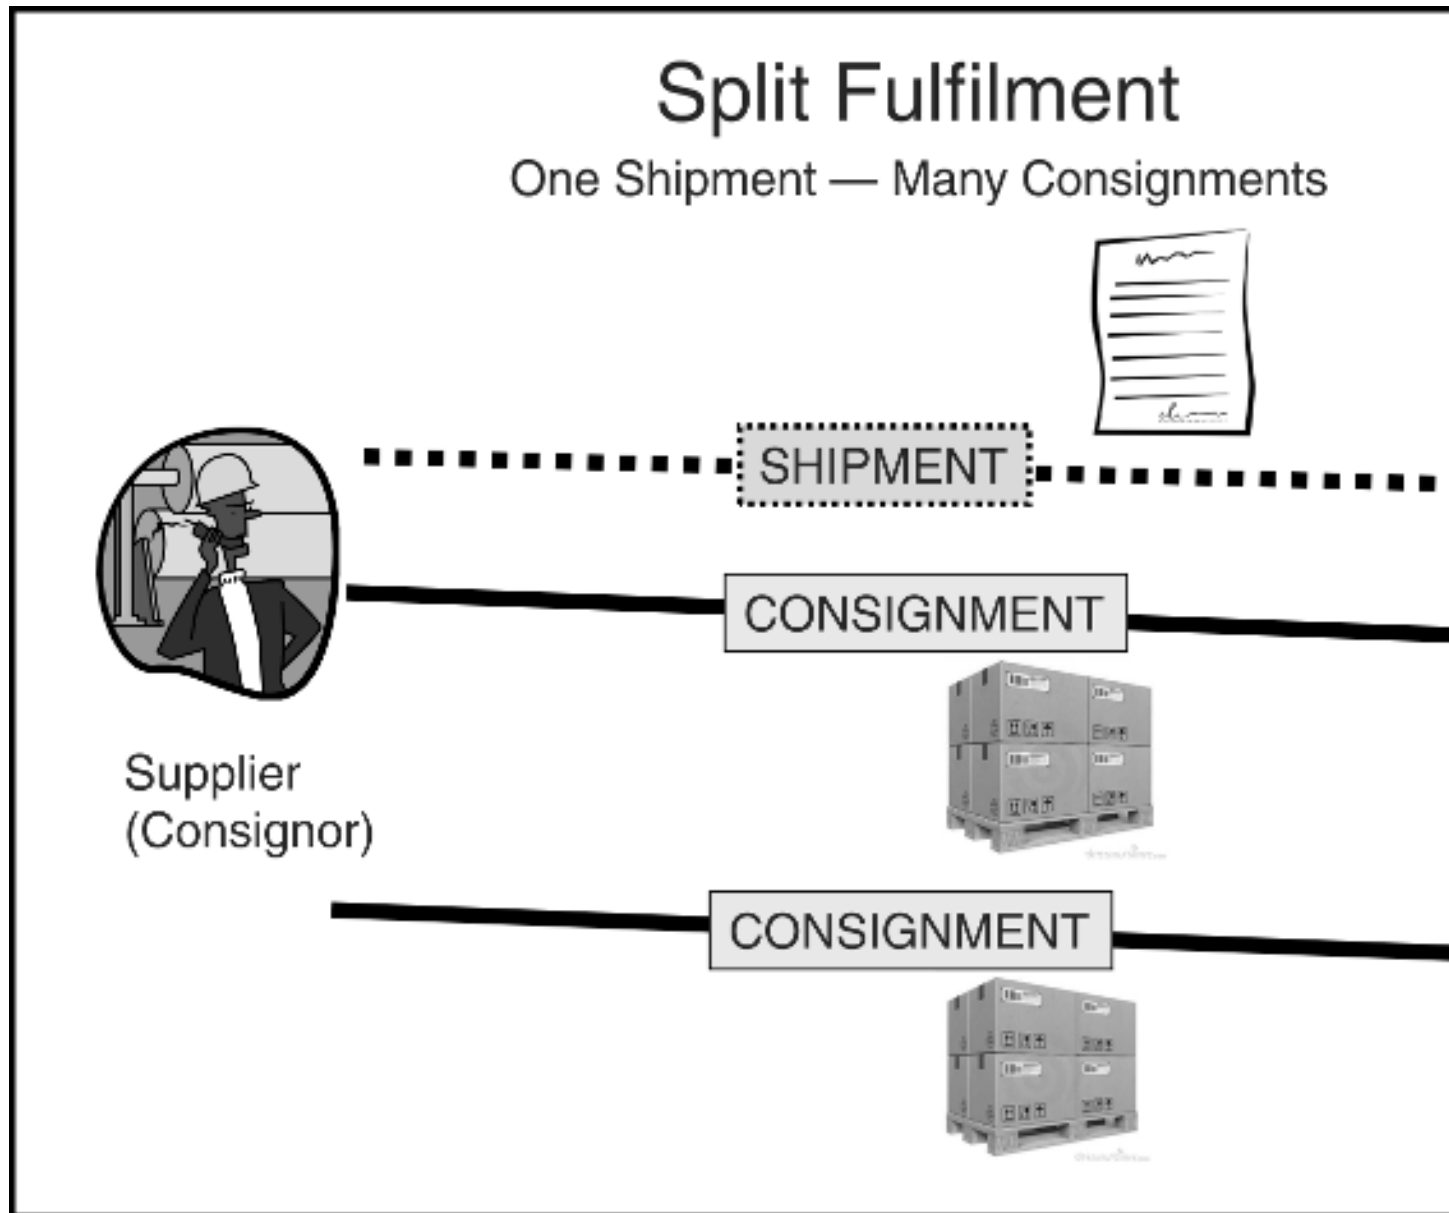 Split Fulfilment
One Shipment — Many Consignments
SHIPMENT
CONSIGNMENT
Supplier
(Consignor)
CONSIGNMENT